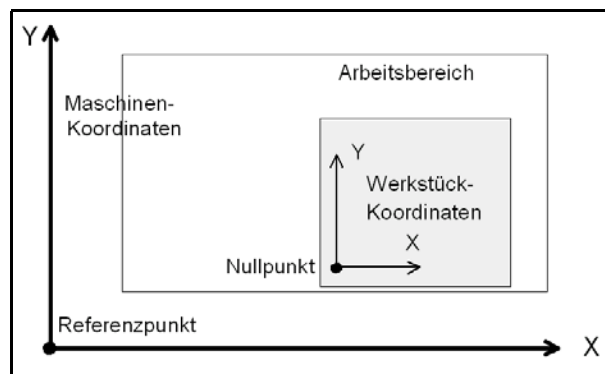 Y
Arbeitsbereich
Maschinen-
Koordinaten
Y
Werkstück-
Koordinaten
X
Nullpunkt
Referenzpunkt
X